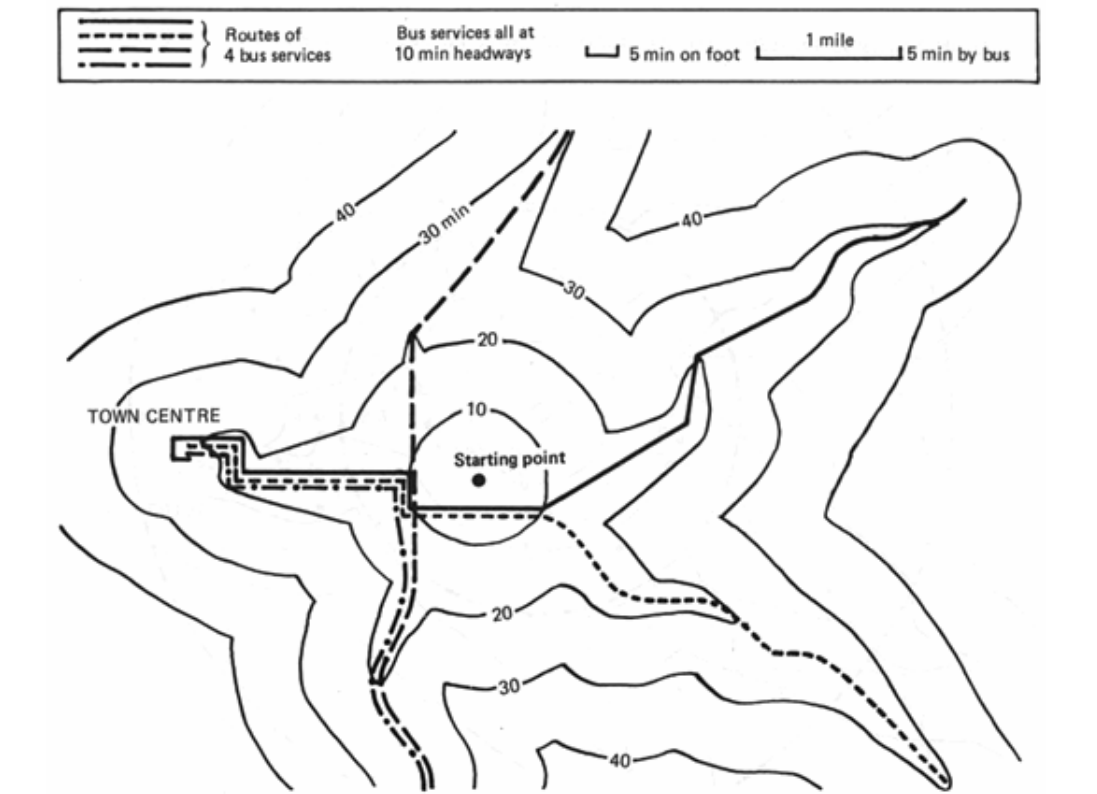 Routes of
4 bus services
Bus services all at
10 min headways
5 min on foot
1 mile
5 min by bus
40
30 min
40
30
20
10
TOWN CENTRE
Starting point
20
30
40